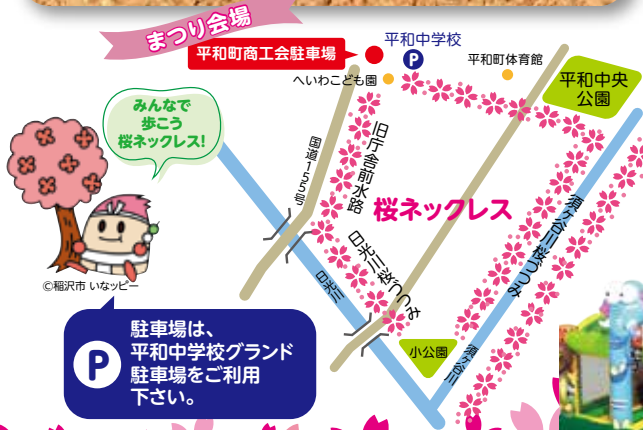 まつり会場
平和町商工会駐車場
平和中学校
P
平和町体育館
へいわこども園
平和中央
公園
みんなで
歩こう
桜ネックレス!
国道155号
旧庁舎前水路
桜ネックレス
須ケ谷川桜づつみ
日光川桜づつみ
日光川
©稲沢市 いなッピー
小公園
須ケ谷川
P
駐車場は、
平和中学校グランド
駐車場をご利用
下さい。